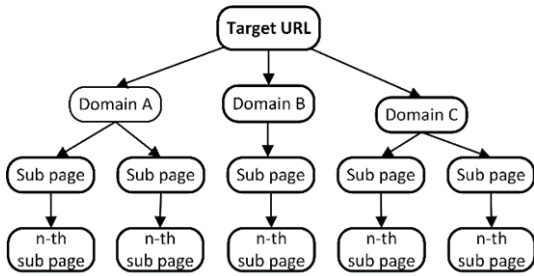 Target URL
Domain A
Domain B
Domain C
Sub page
Sub page
Sub page
Sub page
Sub page
n-th
sub page
n-th
sub page
n-th
sub page
n-th
sub page
n-th
sub page